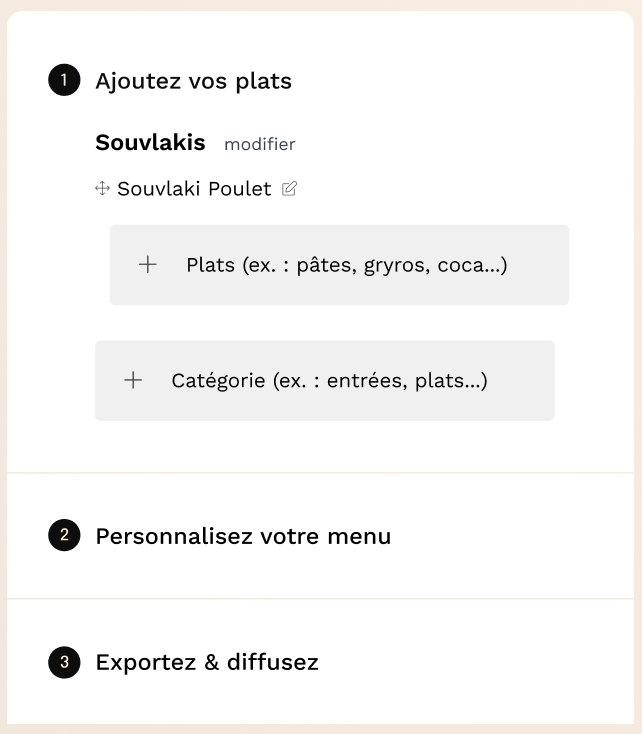 1 Ajoutez vos plats
Souvlakis modifier
Souvlaki Poulet
+ Plats (ex. : pâtes, gryros, coca...)
+ Catégorie (ex. : entrées, plats...)
2 Personnalisez votre menu
3 Exportez & diffusez